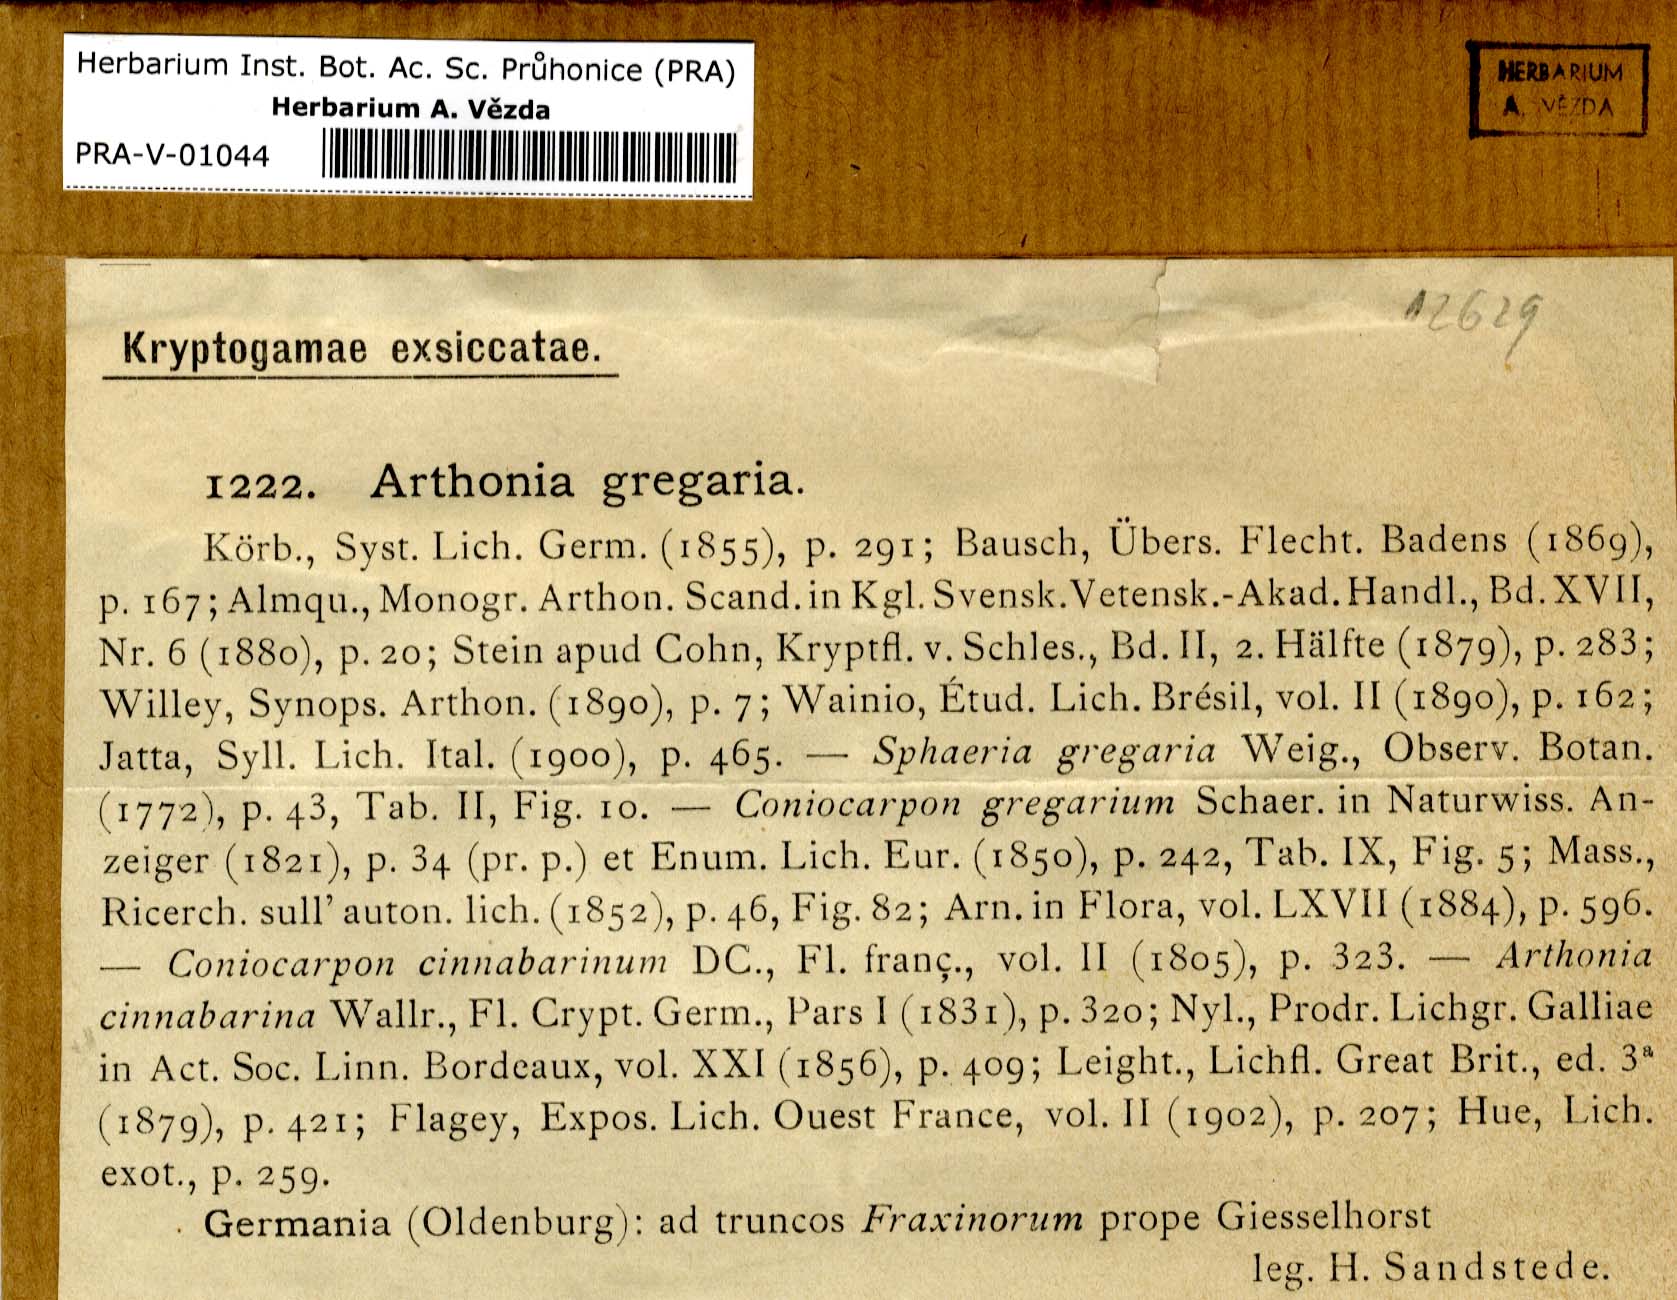 Herbarium Inst. Bot. Ac. Sc. Průhonice (PRA)
Herbarium A. Vězda
PRA-V-01044
HERBARIUM
A. VĚZDA
12629
Kryptogamae exsiccatae.
1222. Arthonia gregaria.
Körb., Syst. Lich. Germ. (1855), p. 291; Bausch, Übers. Flecht. Badens (1869),
p. 167; Almqu., Monogr. Arthon. Scand. in Kgl. Svensk. Vetensk.-Akad. Handl., Bd. XVII,
Nr. 6 (1880), p. 20; Stein apud Cohn, Kryptfl. v. Schles., Bd. II, 2. Hälfte (1879), p. 283;
Willey, Synops. Arthon. (1890), p. 7; Wainio, Étud. Lich. Brésil, vol. II (1890), p. 162;
Jatta, Syll. Lich. Ital. (1900), p. 465. — Sphaeria gregaria Weig., Observ. Botan.
(1772), p. 43, Tab. II, Fig. 10. — Coniocarpon gregarium Schaer. in Naturwiss. An-
zeiger (1821), p. 34 (pr. p.) et Enum. Lich. Eur. (1850), p. 242, Tab. IX, Fig. 5; Mass.,
Ricerch. sull' auton. lich. (1852), p. 46, Fig. 82; Arn. in Flora, vol. LXVII (1884), p. 596.
— Coniocarpon cinnabarinum DC., Fl. franç., vol. II (1805), p. 323. — Arthonia
cinnabarina Wallr., Fl. Crypt. Germ., Pars I (1831), p. 320; Nyl., Prodr. Lichgr. Galliae
in Act. Soc. Linn. Bordeaux, vol. XXI (1856), p. 409; Leight., Lichfl. Great Brit., ed. 3ª
(1879), p. 421; Flagey, Expos. Lich. Ouest France, vol. II (1902), p. 207; Hue, Lich.
exot., p. 259.
Germania (Oldenburg): ad truncos Fraxinorum prope Giesselhorst
leg. H. Sandstede.